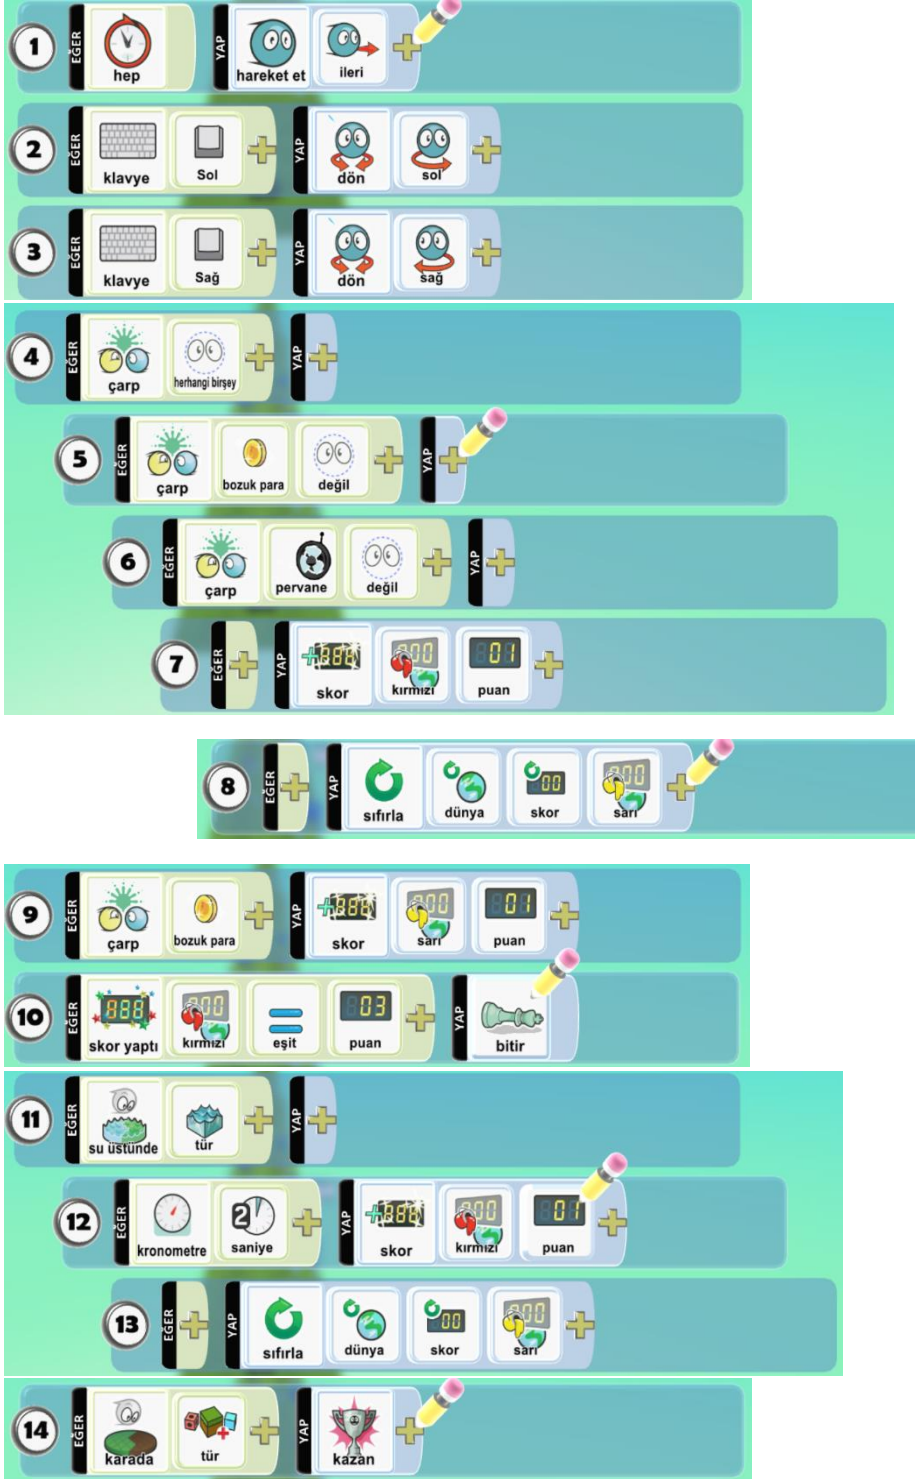 1 EĞER hep YAP hareket et ileri
2 EĞER klavye Sol YAP dön sol
3 EĞER klavye Sağ YAP dön sağ
4 EĞER çarp herhangi birşey YAP
5 EĞER çarp bozuk para değil YAP
6 EĞER çarp pervane değil YAP
7 EĞER YAP skor kırmızı 01 puan
8 EĞER YAP sıfırla dünya skor sarı
9 EĞER çarp bozuk para YAP skor sarı 01 puan
10 EĞER skor yaptı kırmızı eşit 03 puan YAP bitir
11 EĞER su üstünde tür YAP
12 EĞER kronometre 2 saniye YAP skor kırmızı 01 puan
13 EĞER YAP sıfırla dünya skor sarı
14 EĞER karada tür YAP kazan